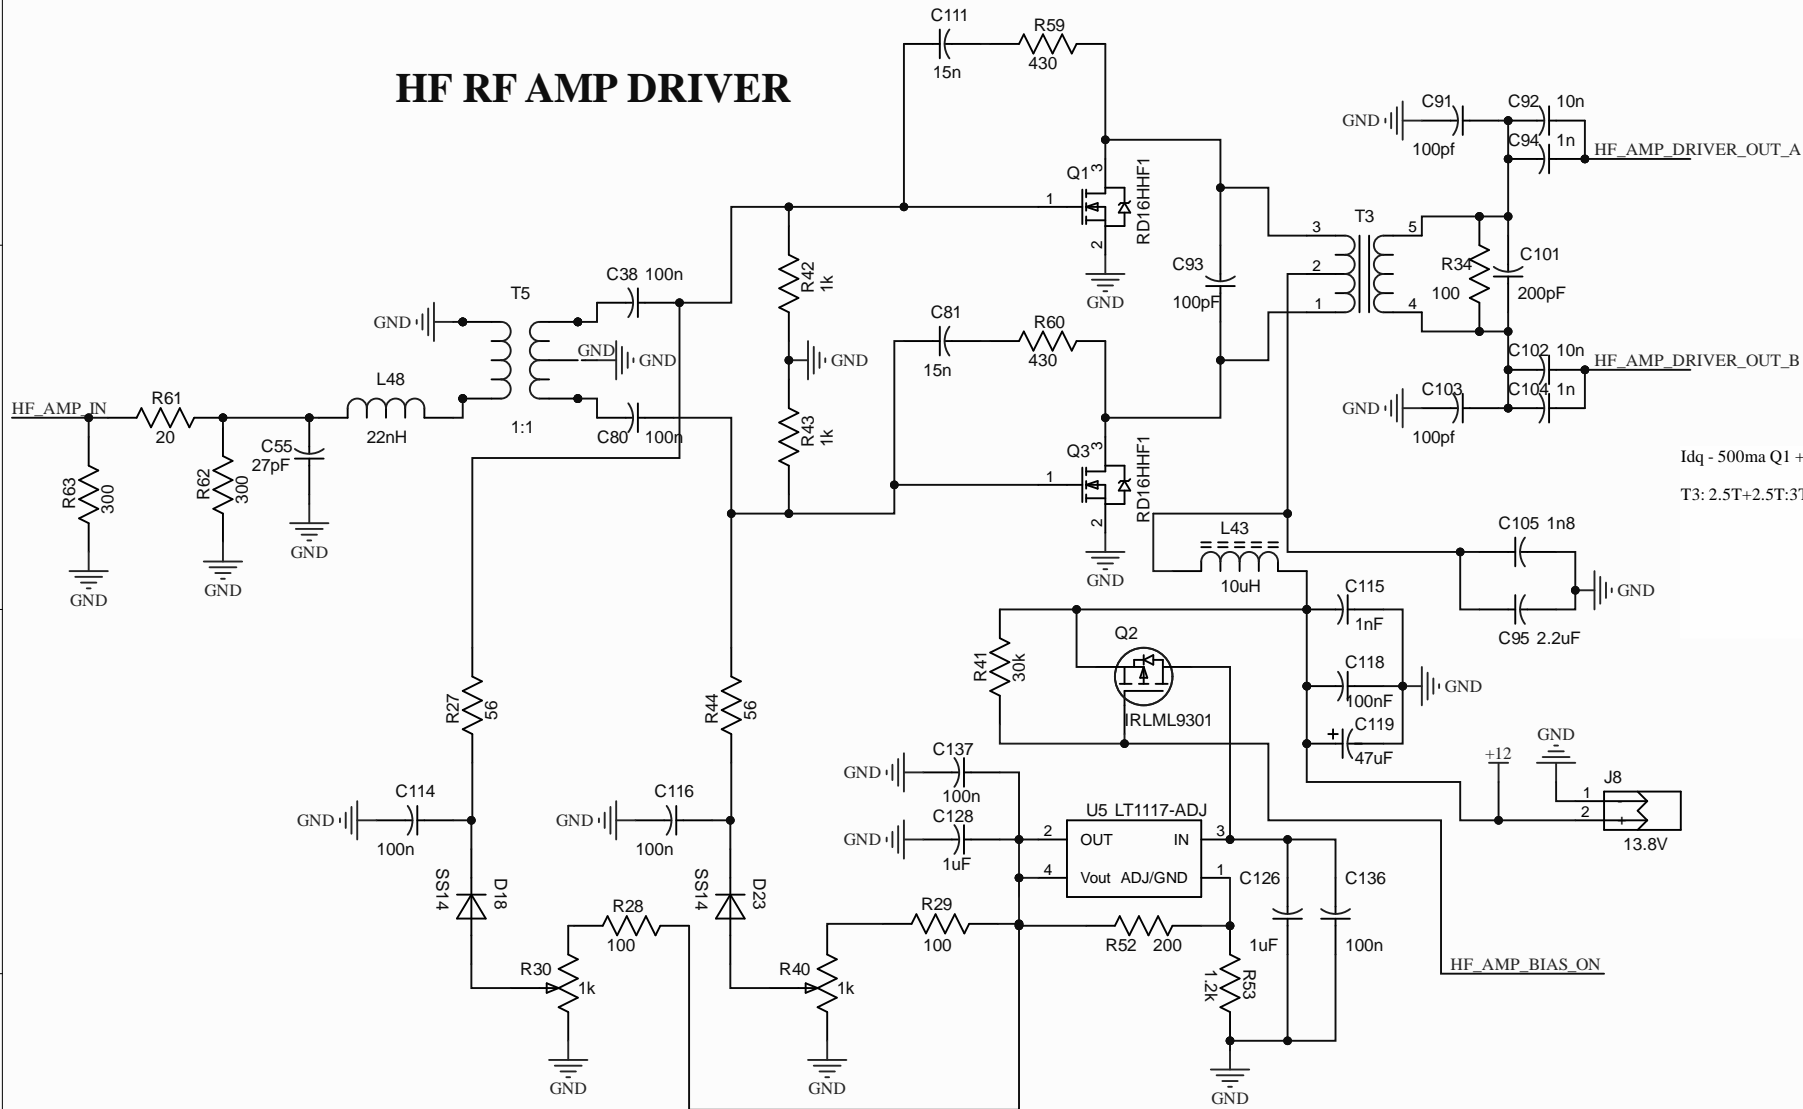 HF RF AMP DRIVER
C111
15n
R59
430
C91
100pf
GND
C92 10n
C94 1n
HF_AMP_DRIVER_OUT_A
Q1
3
1
2
RD16HHF1
GND
C93
100pF
T3
3
2
1
5
4
R34
100
C101
200pF
T5
1:1
GND
GND
GND
C38 100n
C80 100n
R42
1k
R43
1k
GND
C81
15n
R60
430
C102 10n
C104 1n
HF_AMP_DRIVER_OUT_B
C103
100pf
GND
HF_AMP_IN
R61
20
R63
300
GND
R62
300
GND
C55
27pF
GND
L48
22nH
Q3
3
1
2
RD16HHF1
GND
Idq - 500ma Q1 +
T3: 2.5T+2.5T:3T
L43
10uH
C105 1n8
C95 2.2uF
GND
C115
1nF
C118
100nF
C119
+
47uF
GND
Q2
IRLML9301
R41
30k
R27
56
R44
56
+12
GND
J8
1
2
-
+
13.8V
C114
100n
GND
C116
100n
GND
C137
100n
GND
C128
1uF
GND
U5 LT1117-ADJ
2
OUT
IN
3
4
Vout
ADJ/GND
1
C126
1uF
C136
100n
D18
SS14
D23
SS14
R28
100
R29
100
R52 200
R53
1.2k
R30
1k
R40
1k
HF_AMP_BIAS_ON
GND
GND
GND